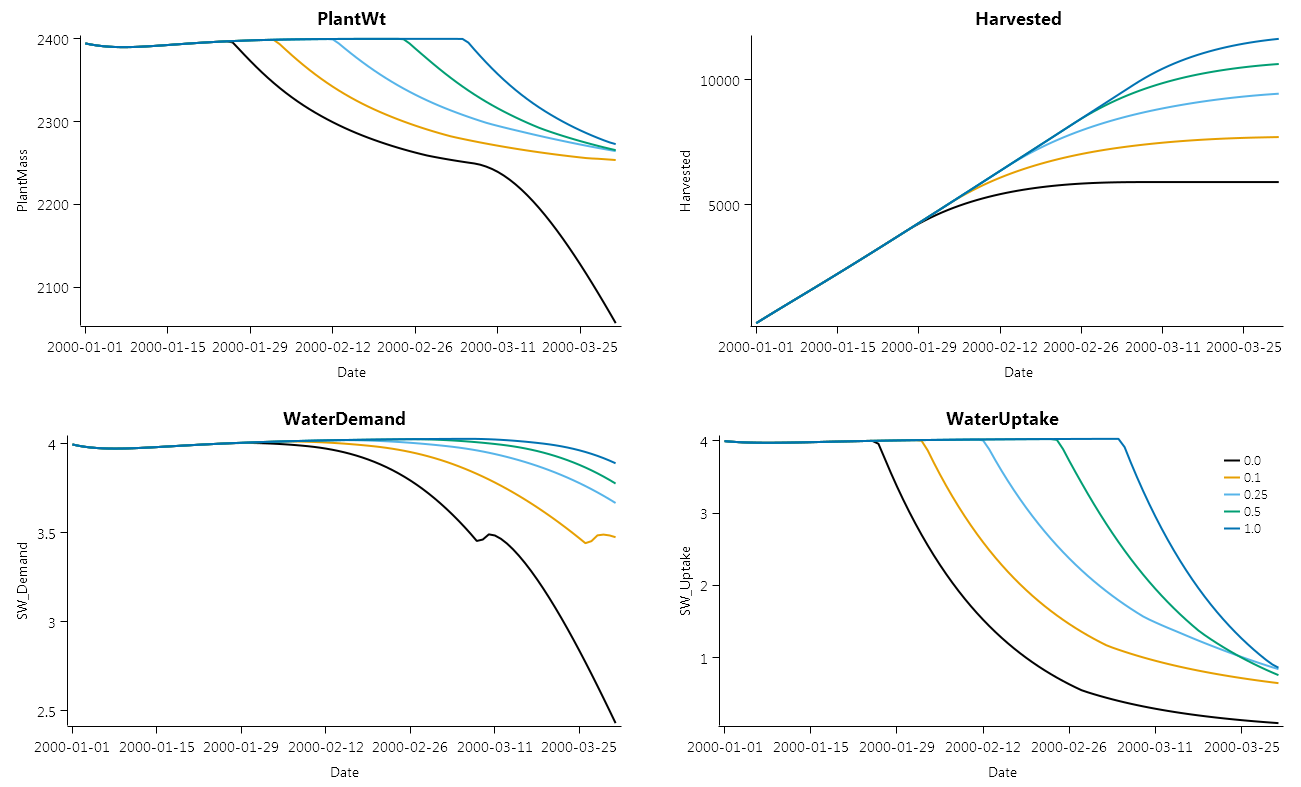 PlantWt
PlantMass
2400
2300
2200
2100
2000-01-01 2000-01-15 2000-01-29 2000-02-12 2000-02-26 2000-03-11 2000-03-25
Date
Harvested
Harvested
10000
5000
2000-01-01 2000-01-15 2000-01-29 2000-02-12 2000-02-26 2000-03-11 2000-03-25
Date
WaterDemand
SW_Demand
4
3.5
3
2.5
2000-01-01 2000-01-15 2000-01-29 2000-02-12 2000-02-26 2000-03-11 2000-03-25
Date
WaterUptake
SW_Uptake
4
3
2
1
0.0
0.1
0.25
0.5
1.0
2000-01-01 2000-01-15 2000-01-29 2000-02-12 2000-02-26 2000-03-11 2000-03-25
Date